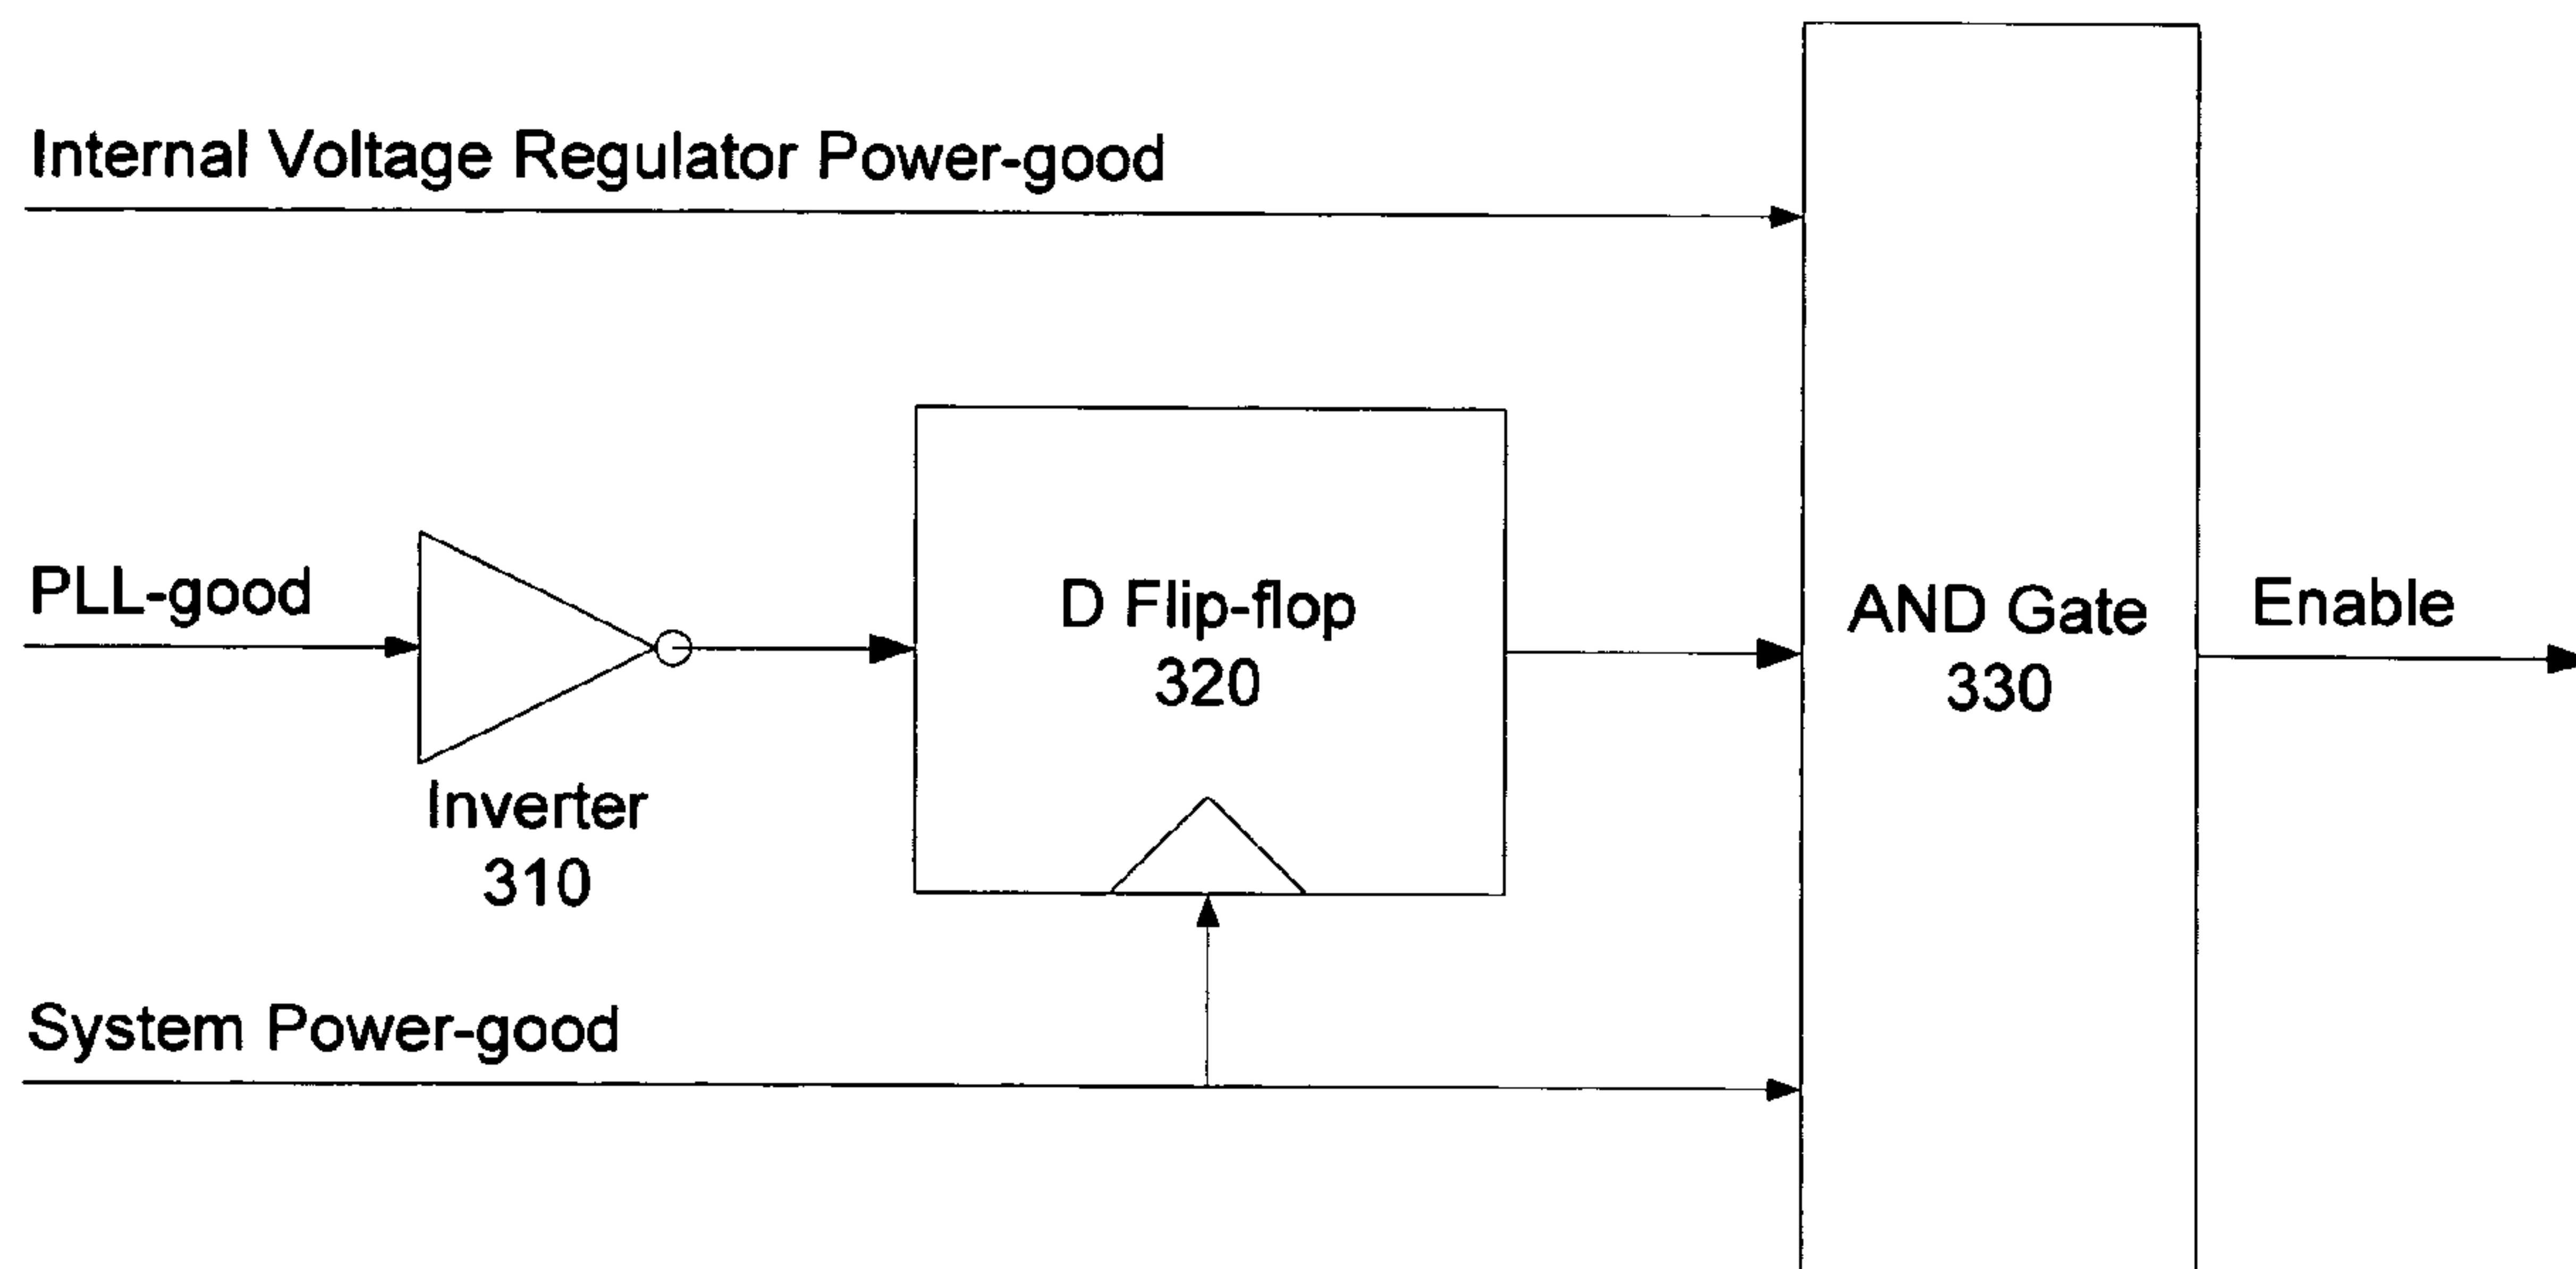 Internal Voltage Regulator Power-good
PLL-good
Inverter
310
D Flip-flop
320
AND Gate
330
Enable
System Power-good